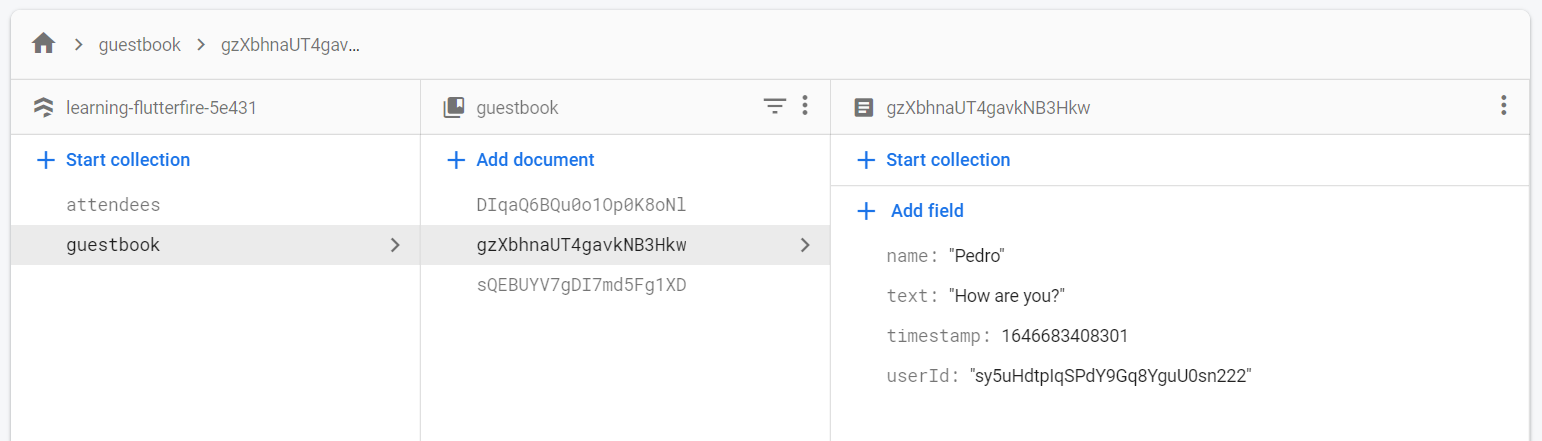 guestbook gzXbhnaUT4gav...
learning-flutterfire-5e431
Start collection
attendees
guestbook
guestbook
Add document
DIqaQ6BQu0o1Op0K8oNl
gzXbhnaUT4gavkNB3Hkw
sQEBUYV7gDI7md5Fg1XD
gzXbhnaUT4gavkNB3Hkw
Start collection
Add field
name: "Pedro"
text: "How are you?"
timestamp: 1646683408301
userId: "sy5uHdtpIqSPdY9Gq8YguU0sn222"